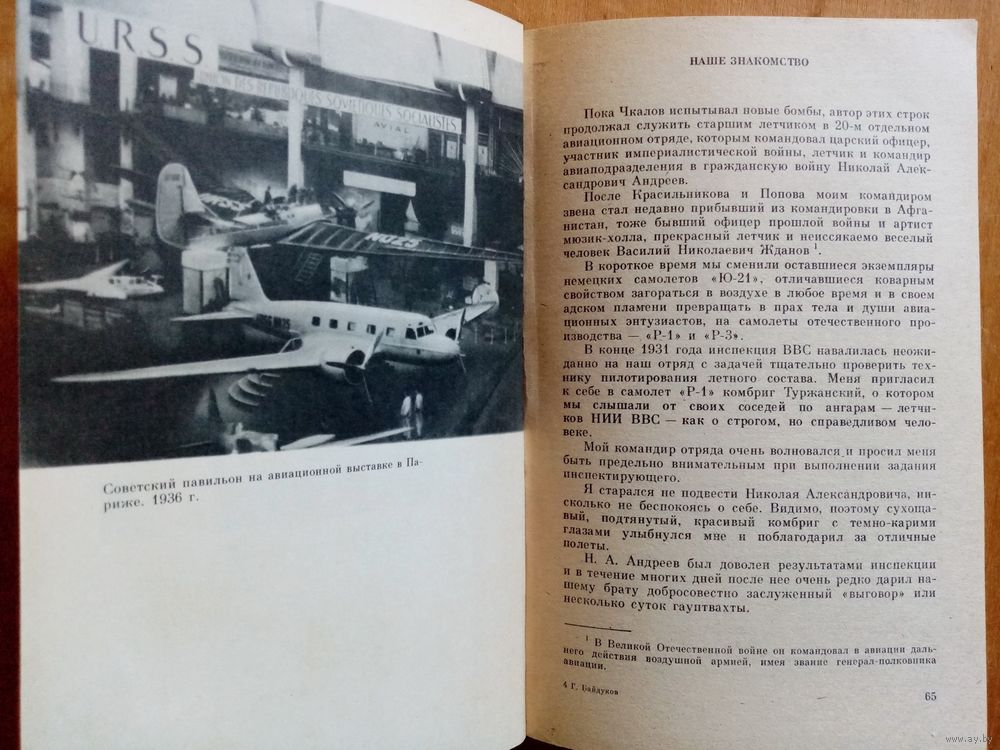 U.R.S.S
UNION DES REPUBLIQUES SOVIETIQUES SOCIALISTES
AVIA
URSS
Советский павильон на авиационной выставке в Па-
риже. 1936 г.
НАШЕ ЗНАКОМСТВО
Пока Чкалов испытывал новые бомбы, автор этих строк
продолжал служить старшим летчиком в 20-м отдельном
авиационном отряде, которым командовал царский офицер,
участник империалистической войны, летчик и командир
авиаподразделения в гражданскую войну Николай Алек-
сандрович Андреев.
После Красильникова и Попова моим командиром
звена стал недавно прибывший из командировки в Афга-
нистан, тоже бывший офицер прошлой войны и артист
мюзик-холла, прекрасный летчик и неиссякаемо веселый
человек Василий Николаевич Жданов¹.
В короткое время мы сменили оставшиеся экземпляры
немецких самолетов «Ю-21», отличавшиеся коварным
свойством загораться в воздухе в любое время и в своем
адском пламени превращать в прах тела и души авиа-
ционных энтузиастов, на самолеты отечественного про-
изводства — «Р-1» и «Р-3».
В конце 1931 года инспекция ВВС навалилась неожи-
данно на наш отряд с задачей тщательно проверить тех-
нику пилотирования летного состава. Меня пригласил
к себе в самолет «Р-1» комбриг Туржанский, о котором
мы слышали от своих соседей по ангарам — летчи-
ков НИИ ВВС — как о строгом, но справедливом чело-
веке.
Мой командир отряда очень волновался и просил меня
быть предельно внимательным при выполнении задания
инспектирующего.
Я старался не подвести Николая Александровича, ни-
сколько не беспокоясь о себе. Видимо, поэтому сухоща-
вый, подтянутый, красивый комбриг с темно-карими
глазами улыбнулся мне и поблагодарил за отличные
полеты.
Н. А. Андреев был доволен результатами инспекции
и в течение многих дней после нее очень редко дарил на-
шему брату добросовестно заслуженный «выговор» или
несколько суток гауптвахты.
¹ В Великой Отечественной войне он командовал в авиации даль-
него действия воздушной армией, имея звание генерал-полковника
авиации.
4 Г. Байдуков
65
www.ay.by